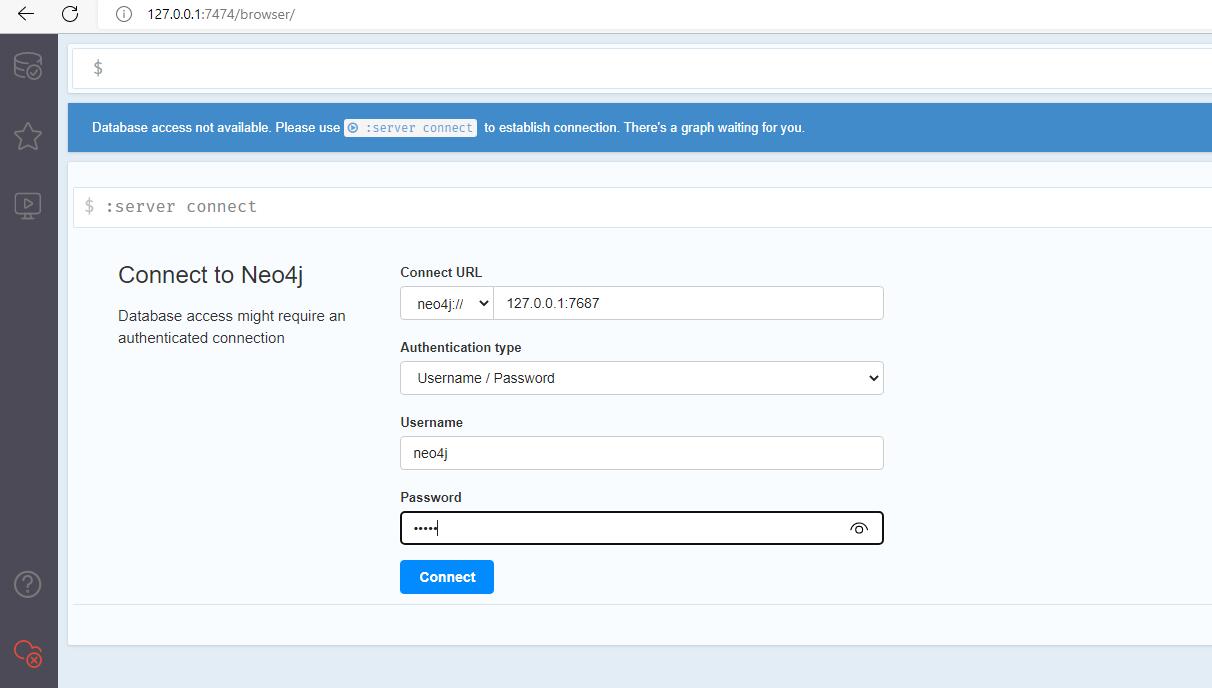 127.0.0.1:7474/browser/
$
Database access not available. Please use :server connect to establish connection. There's a graph waiting for you.
$ :server connect
Connect to Neo4j
Database access might require an
authenticated connection
Connect URL
neo4j:// 127.0.0.1:7687
Authentication type
Username / Password
Username
neo4j
Password
•••••
Connect